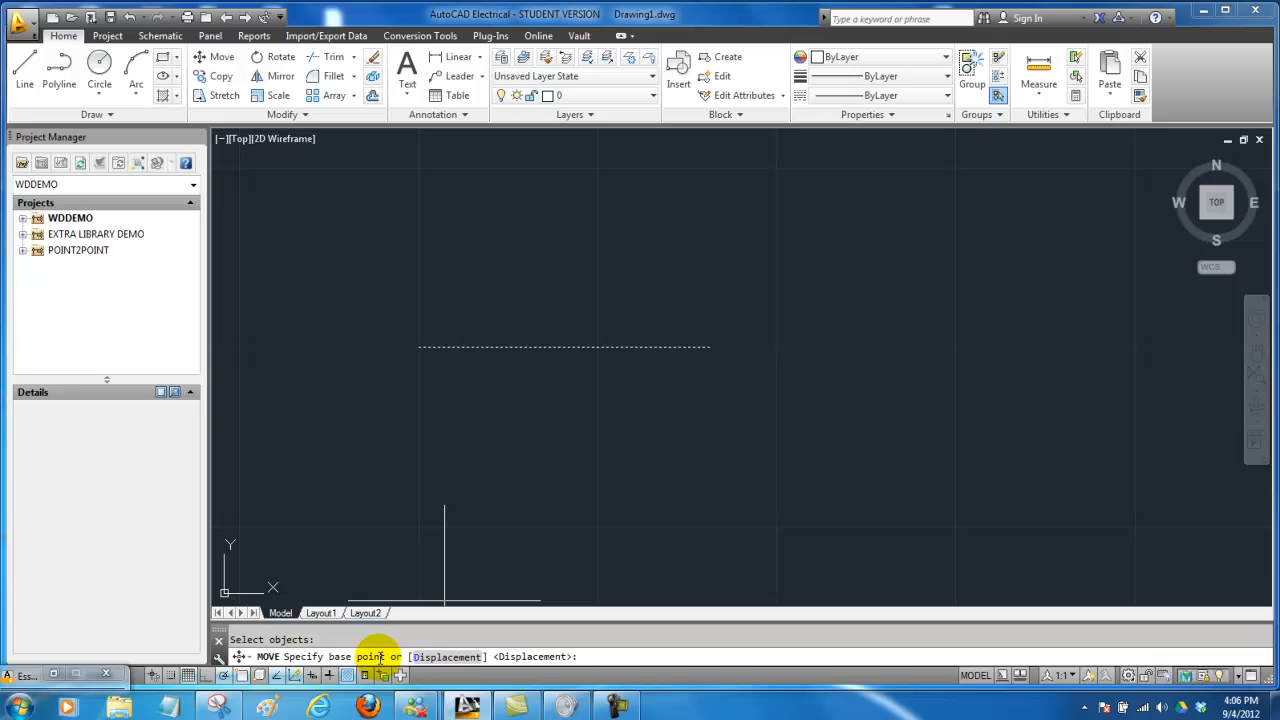 AutoCAD Electrical - STUDENT VERSION Drawing1.dwg
Type a keyword or phrase
Sign In
Home Project Schematic Panel Reports Import/Export Data Conversion Tools Plug-Ins Online Vault
Line Polyline Circle Arc
Draw
Move Rotate Trim
Copy Mirror Fillet
Stretch Scale Array
Modify
Text
Linear
Leader
Table
Annotation
Unsaved Layer State
0
Layers
Insert
Create
Edit
Edit Attributes
Block
ByLayer
ByLayer
ByLayer
Properties
Group
Groups
Measure
Utilities
Paste
Clipboard
Project Manager
WDDEMO
Projects
WDDEMO
EXTRA LIBRARY DEMO
POINT2POINT
Details
[−][Top][2D Wireframe]
N
W TOP E
S
WCS
Y
X
Model Layout1 Layout2
Select objects:
MOVE Specify base point or [Displacement] <Displacement>:
Ess...
MODEL 1:1
4:06 PM
9/4/2012